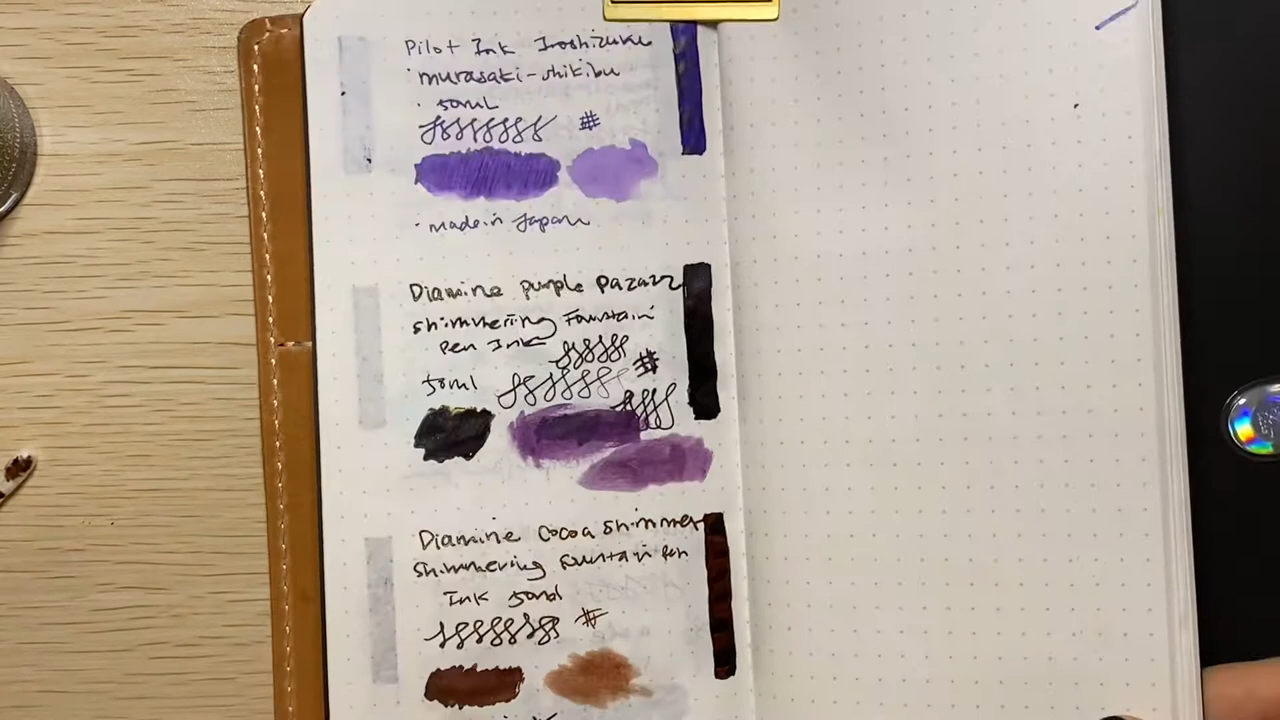 Pilot Ink Iroshizuku
· murasaki-shikibu
· 50mL
#
· made in Japan
Diamine purple pazazz
shimmering Fountain
Pen Ink
#
50ml
Diamine Cocoa shimmer
shimmering fountain Pen
Ink 50ml
#